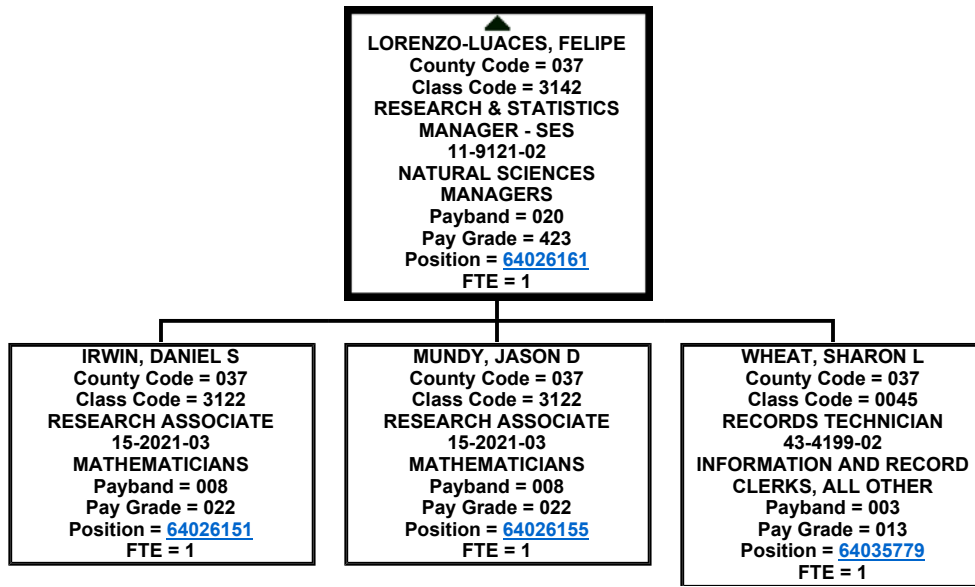 LORENZO-LUACES, FELIPE
County Code = 037
Class Code = 3142
RESEARCH & STATISTICS
MANAGER - SES
11-9121-02
NATURAL SCIENCES
MANAGERS
Payband = 020
Pay Grade = 423
Position = 64026161
FTE = 1
IRWIN, DANIEL S
County Code = 037
Class Code = 3122
RESEARCH ASSOCIATE
15-2021-03
MATHEMATICIANS
Payband = 008
Pay Grade = 022
Position = 64026151
FTE = 1
MUNDY, JASON D
County Code = 037
Class Code = 3122
RESEARCH ASSOCIATE
15-2021-03
MATHEMATICIANS
Payband = 008
Pay Grade = 022
Position = 64026155
FTE = 1
WHEAT, SHARON L
County Code = 037
Class Code = 0045
RECORDS TECHNICIAN
43-4199-02
INFORMATION AND RECORD
CLERKS, ALL OTHER
Payband = 003
Pay Grade = 013
Position = 64035779
FTE = 1